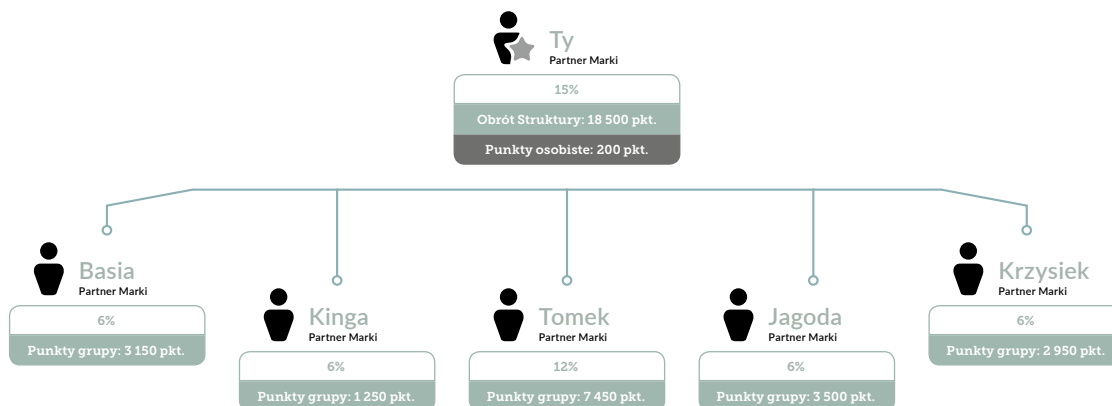 Ty
Partner Marki
15%
Obrót Struktury: 18 500 pkt.
Punkty osobiste: 200 pkt.
Basia
Partner Marki
6%
Punkty grupy: 3 150 pkt.
Kinga
Partner Marki
6%
Punkty grupy: 1 250 pkt.
Tomek
Partner Marki
12%
Punkty grupy: 7 450 pkt.
Jagoda
Partner Marki
6%
Punkty grupy: 3 500 pkt.
Krzysiek
Partner Marki
6%
Punkty grupy: 2 950 pkt.